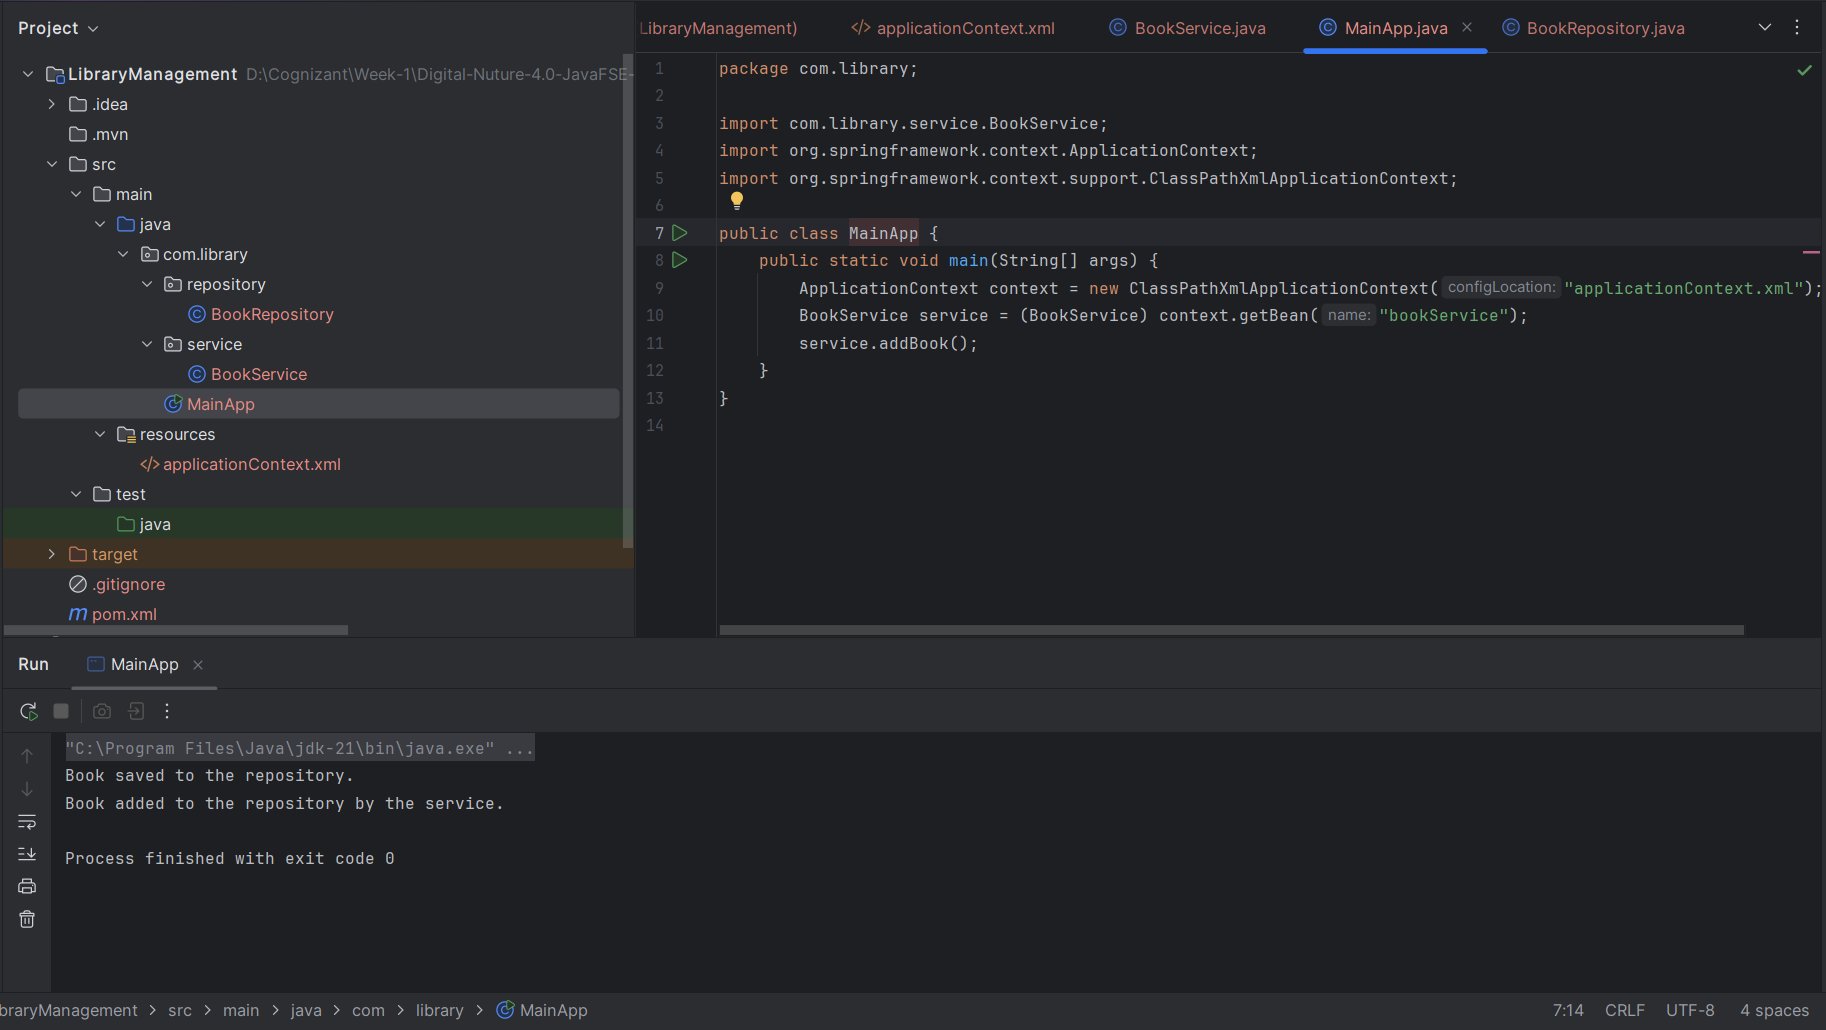 Project
LibraryManagement D:\Cognizant\Week-1\Digital-Nuture-4.0-JavaFSE-
.idea
.mvn
src
main
java
com.library
repository
BookRepository
service
BookService
MainApp
resources
applicationContext.xml
test
java
target
.gitignore
pom.xml
LibraryManagement) applicationContext.xml BookService.java MainApp.java BookRepository.java
1 package com.library;
2
3 import com.library.service.BookService;
4 import org.springframework.context.ApplicationContext;
5 import org.springframework.context.support.ClassPathXmlApplicationContext;
6
7 public class MainApp {
8 public static void main(String[] args) {
9 ApplicationContext context = new ClassPathXmlApplicationContext( configLocation: "applicationContext.xml");
10 BookService service = (BookService) context.getBean( name: "bookService");
11 service.addBook();
12 }
13 }
14
Run MainApp
"C:\Program Files\Java\jdk-21\bin\java.exe" ...
Book saved to the repository.
Book added to the repository by the service.
Process finished with exit code 0
braryManagement > src > main > java > com > library > MainApp 7:14 CRLF UTF-8 4 spaces